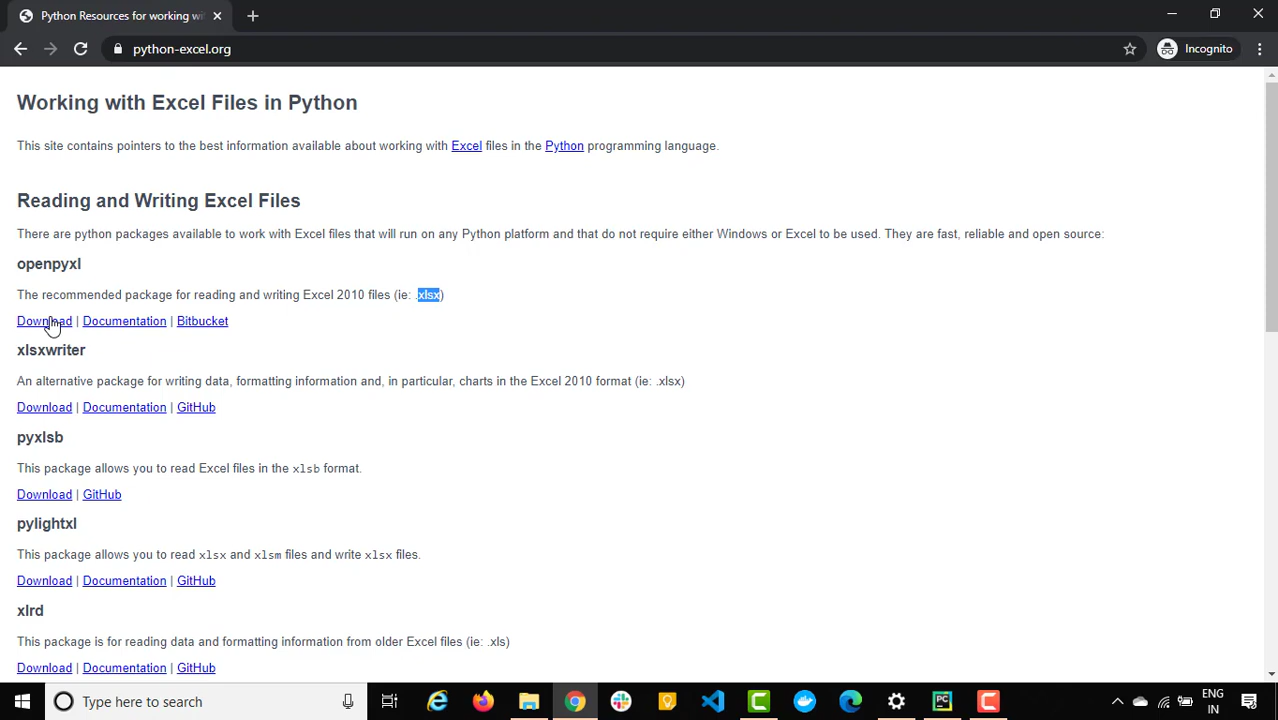 Python Resources for working wi
python-excel.org
Incognito
Working with Excel Files in Python
This site contains pointers to the best information available about working with Excel files in the Python programming language.
Reading and Writing Excel Files
There are python packages available to work with Excel files that will run on any Python platform and that do not require either Windows or Excel to be used. They are fast, reliable and open source:
openpyxl
The recommended package for reading and writing Excel 2010 files (ie: .xlsx)
Download | Documentation | Bitbucket
xlsxwriter
An alternative package for writing data, formatting information and, in particular, charts in the Excel 2010 format (ie: .xlsx)
Download | Documentation | GitHub
pyxlsb
This package allows you to read Excel files in the xlsb format.
Download | GitHub
pylightxl
This package allows you to read xlsx and xlsm files and write xlsx files.
Download | Documentation | GitHub
xlrd
This package is for reading data and formatting information from older Excel files (ie: .xls)
Download | Documentation | GitHub
Type here to search
PC
ENG
IN